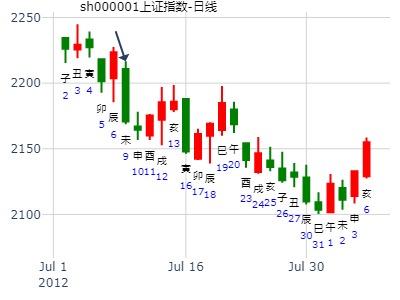 sh000001上证指数-日线
2250
2200
2150
2100
子
2
丑
3
寅
4
卯
5
辰
6
未
9
申
10
酉
11
戌
12
亥
13
寅
16
卯
17
辰
18
巳
19
午
20
酉
23
戌
24
亥
25
子
26
丑
27
辰
30
巳
31
午
1
未
2
申
3
亥
6
Jul 1
2012
Jul 16
Jul 30